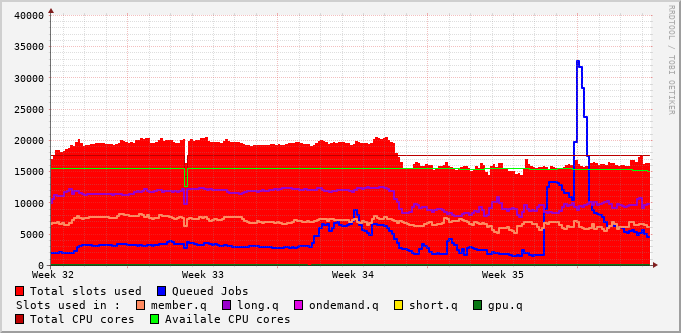 40000
35000
30000
25000
20000
15000
10000
5000
0
Week 32 Week 33 Week 34 Week 35
Total slots used Queued Jobs
Slots used in : member.q long.q ondemand.q short.q gpu.q
Total CPU cores Availale CPU cores
RRDTOOL / TOBI OETIKER